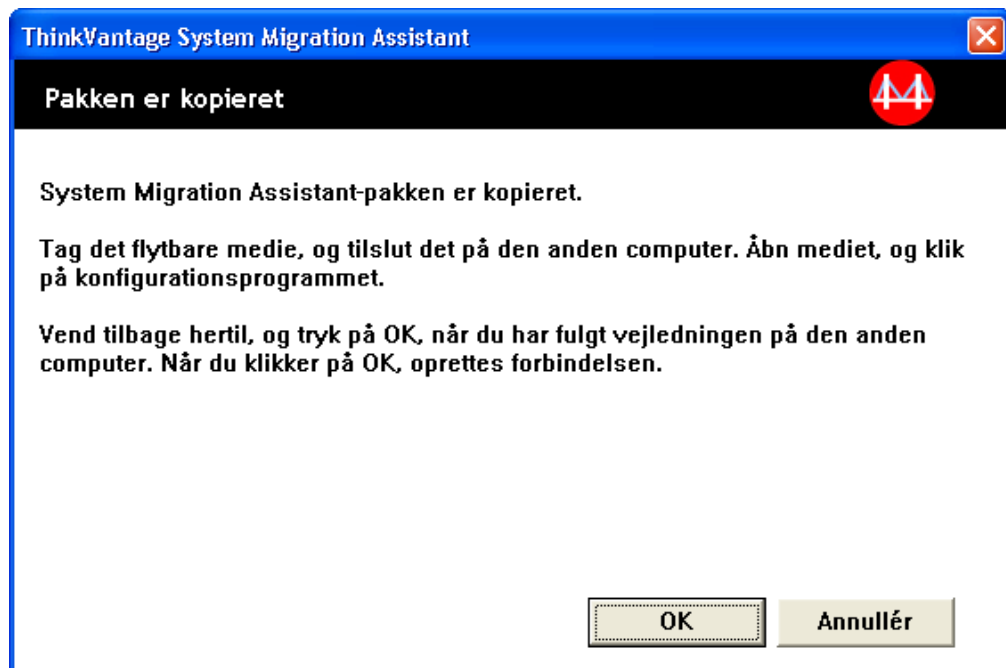 ThinkVantage System Migration Assistant
Pakken er kopieret
System Migration Assistant-pakken er kopieret.
Tag det flytbare medie, og tilslut det på den anden computer. Åbn mediet, og klik
på konfigurationsprogrammet.
Vend tilbage hertil, og tryk på OK, når du har fulgt vejledningen på den anden
computer. Når du klikker på OK, oprettes forbindelsen.
OK
Annullér